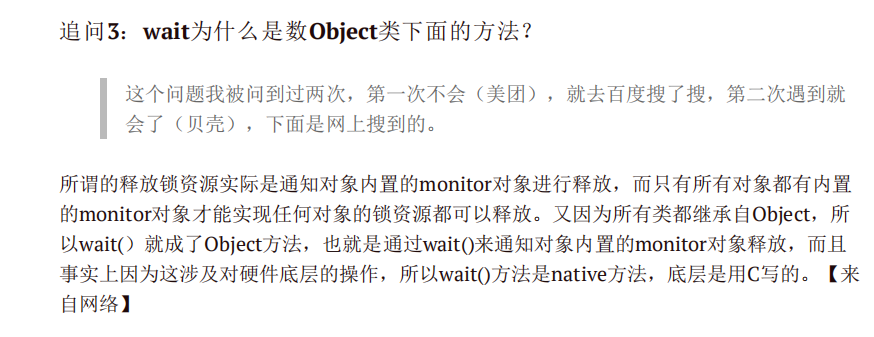 追问3：wait为什么是数Object类下面的方法？
这个问题我被问到过两次，第一次不会（美团），就去百度搜了搜，第二次遇到就
会了（贝壳），下面是网上搜到的。
所谓的释放锁资源实际是通知对象内置的monitor对象进行释放，而只有所有对象都有内置
的monitor对象才能实现任何对象的锁资源都可以释放。又因为所有类都继承自Object，所
以wait(）就成了Object方法，也就是通过wait()来通知对象内置的monitor对象释放，而且
事实上因为这涉及对硬件底层的操作，所以wait()方法是native方法，底层是用C写的。【来
自网络】